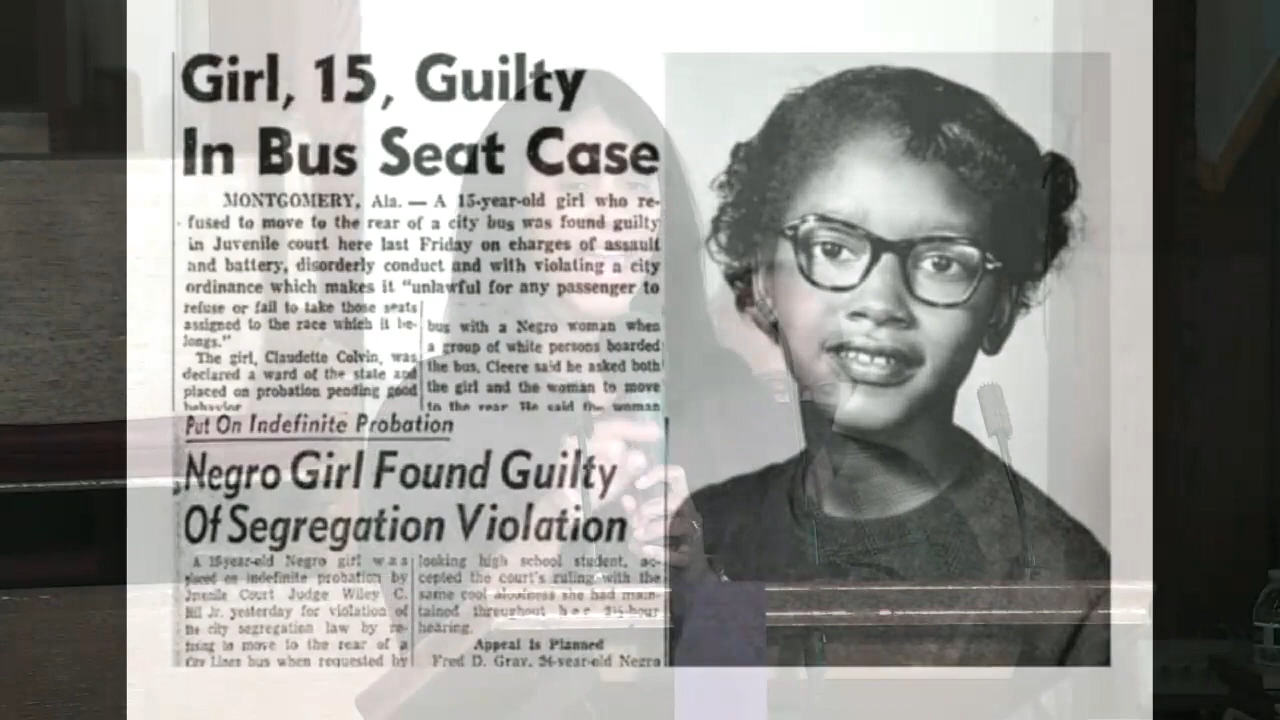 Girl, 15, Guilty
In Bus Seat Case
MONTGOMERY, Ala. — A 15-year-old girl who re-
fused to move to the rear of a city bus was found guilty
in Juvenile court here last Friday on charges of assault
and battery, disorderly conduct and with violating a city
ordinance which makes it "unlawful for any passenger to
refuse or fail to take those seats
assigned to the race which it be-
longs."
The girl, Claudette Colvin, was
declared a ward of the state and
placed on probation pending good
behavior
bus with a Negro woman when
a group of white persons boarded
the bus. Cleere said he asked both
the girl and the woman to move
to the rear. He said the woman
Put On Indefinite Probation
Negro Girl Found Guilty
Of Segregation Violation
A 15-year-old Negro girl was
placed on indefinite probation by
Juvenile Court Judge Wiley C.
Hill Jr. yesterday for violation of
the city segregation law by re-
fusing to move to the rear of a
City Lines bus when requested by
looking high school student, ac-
cepted the court's ruling with the
same cool aloofness she had main-
tained throughout her 2½-hour
hearing.
Appeal Is Planned
Fred D. Gray, 24-year-old Negro